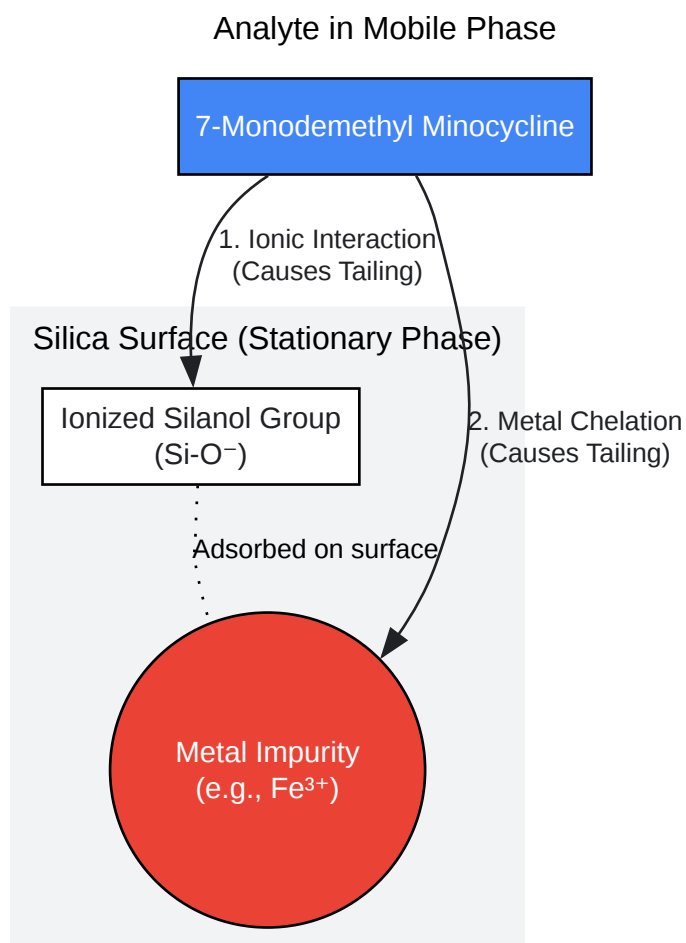 Analyte in Mobile Phase
7-Monodemethyl Minocycline
1. Ionic Interaction
(Causes Tailing)
Silica Surface (Stationary Phase)
Ionized Silanol Group
(Si-O⁻)
2. Metal Chelation
(Causes Tailing)
Adsorbed on surface
Metal Impurity
(e.g., Fe³⁺)